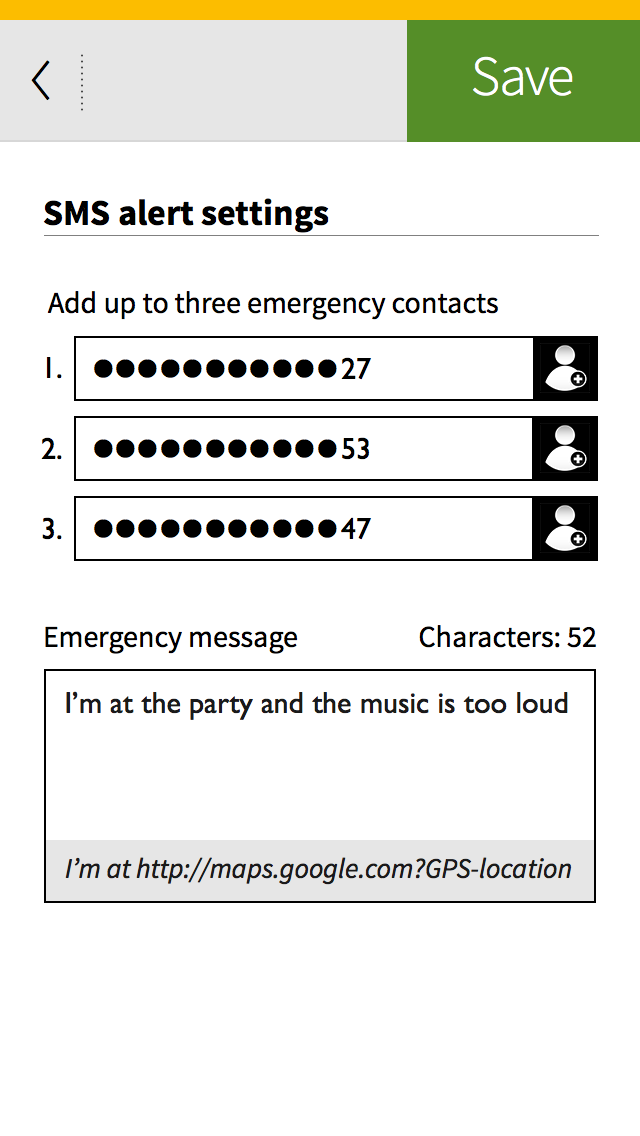 Save
SMS alert settings
Add up to three emergency contacts
1. ●●●●●●●●●●●27
2. ●●●●●●●●●●●53
3. ●●●●●●●●●●●47
Emergency message Characters: 52
I’m at the party and the music is too loud
I’m at http://maps.google.com?GPS-location